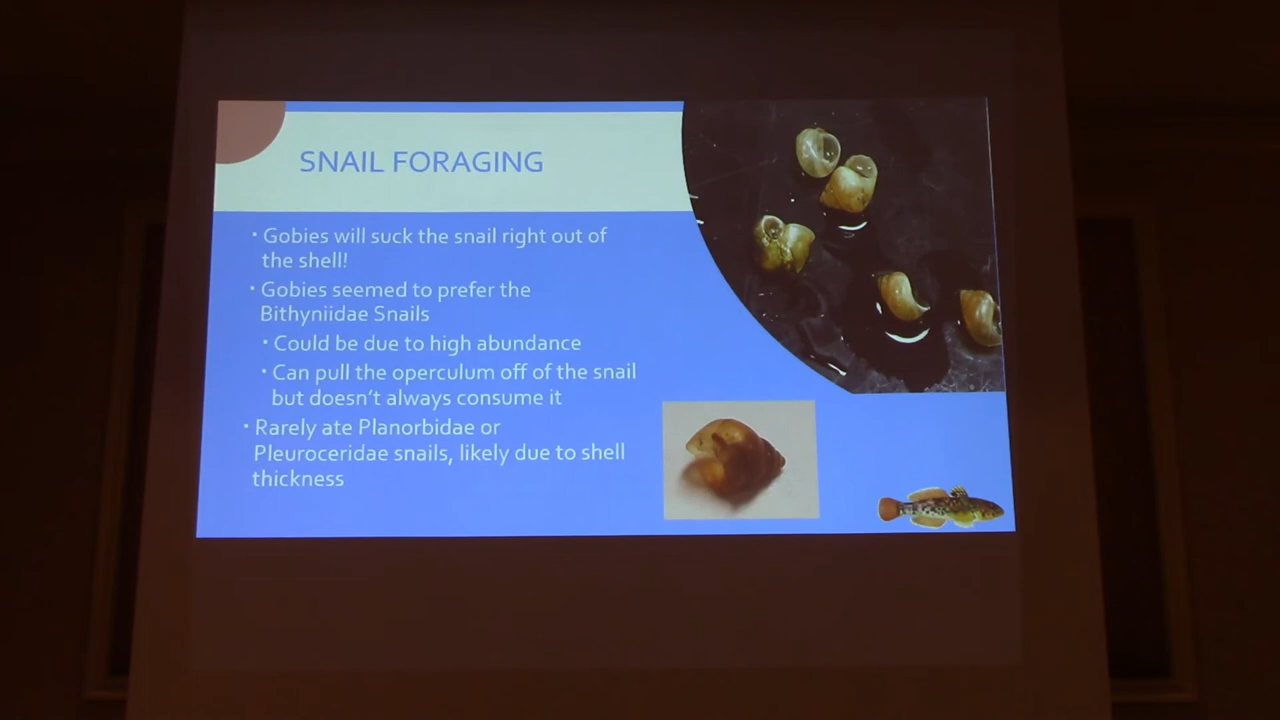 SNAIL FORAGING
• Gobies will suck the snail right out of
the shell!
• Gobies seemed to prefer the
Bithyniidae Snails
• Could be due to high abundance
• Can pull the operculum off of the snail
but doesn't always consume it
• Rarely ate Planorbidae or
Pleuroceridae snails, likely due to shell
thickness